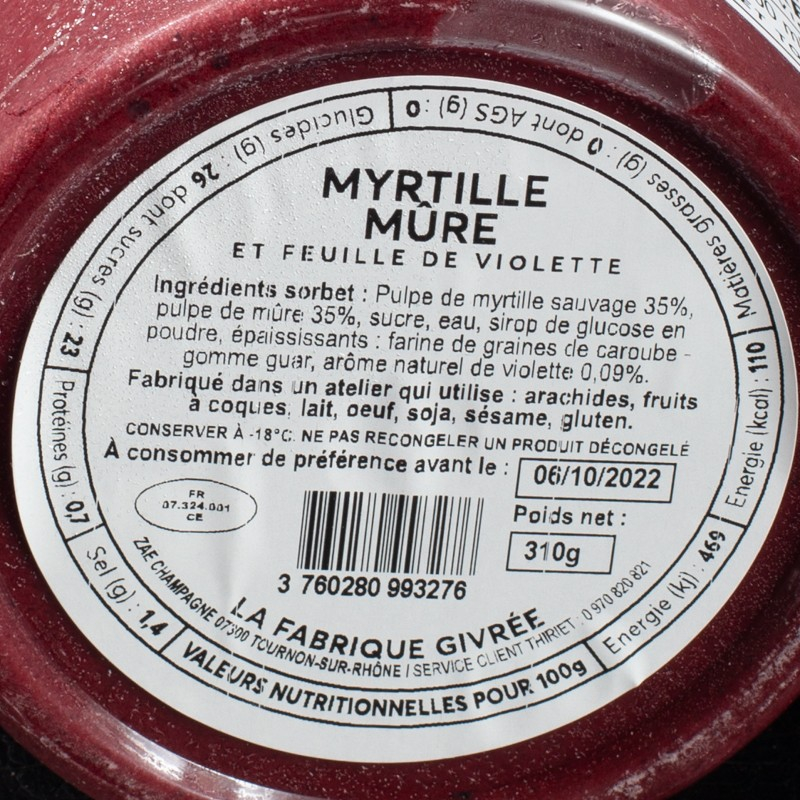 MYRTILLE
MÛRE
ET FEUILLE DE VIOLETTE
Ingrédients sorbet : Pulpe de myrtille sauvage 35%,
pulpe de mûre 35%, sucre, eau, sirop de glucose en
poudre, épaississants : farine de graines de caroube -
gomme guar, arôme naturel de violette 0,09%.
Fabriqué dans un atelier qui utilise : arachides, fruits
à coques, lait, oeuf, soja, sésame, gluten.
CONSERVER À -18°C. NE PAS RECONGELER UN PRODUIT DÉCONGELÉ
À consommer de préférence avant le : 06/10/2022
FR
07.324.001
CE
Poids net :
310g
3 760280 993276
LA FABRIQUE GIVRÉE
ZAE CHAMPAGNE 07300 TOURNON-SUR-RHÔNE / SERVICE CLIENT THIRIET : 0 970 820 821
VALEURS NUTRITIONNELLES POUR 100g
Energie (kj) : 469
Energie (kcal) : 110
Matières grasses (g) : 0 dont AGS (g) : 0
Glucides (g) : 26 dont sucres (g) : 23
Protéines (g) : 0,7
Sel (g) : 1.4